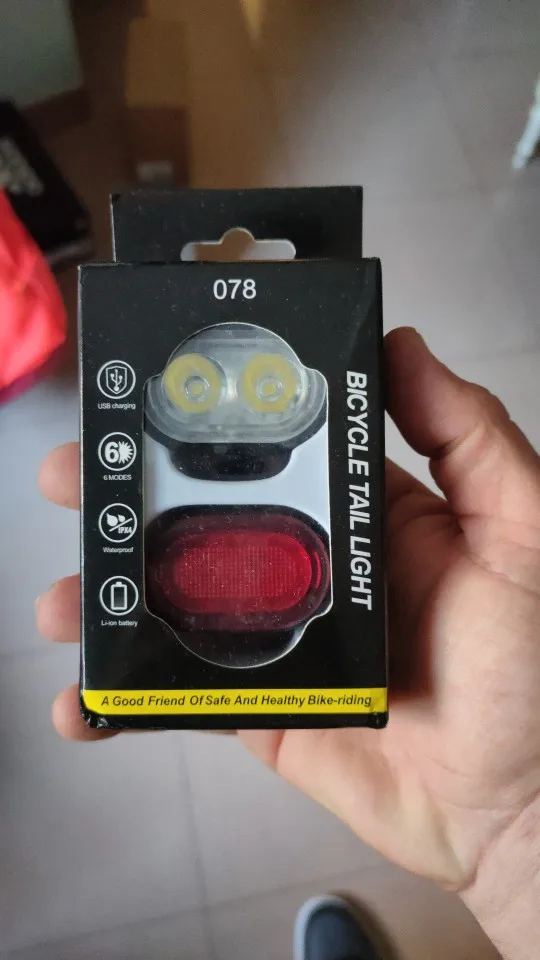 078
USB charging
6
6 MODES
IPX4
Waterproof
Li-ion battery
BICYCLE TAIL LIGHT
A Good Friend Of Safe And Healthy Bike-riding